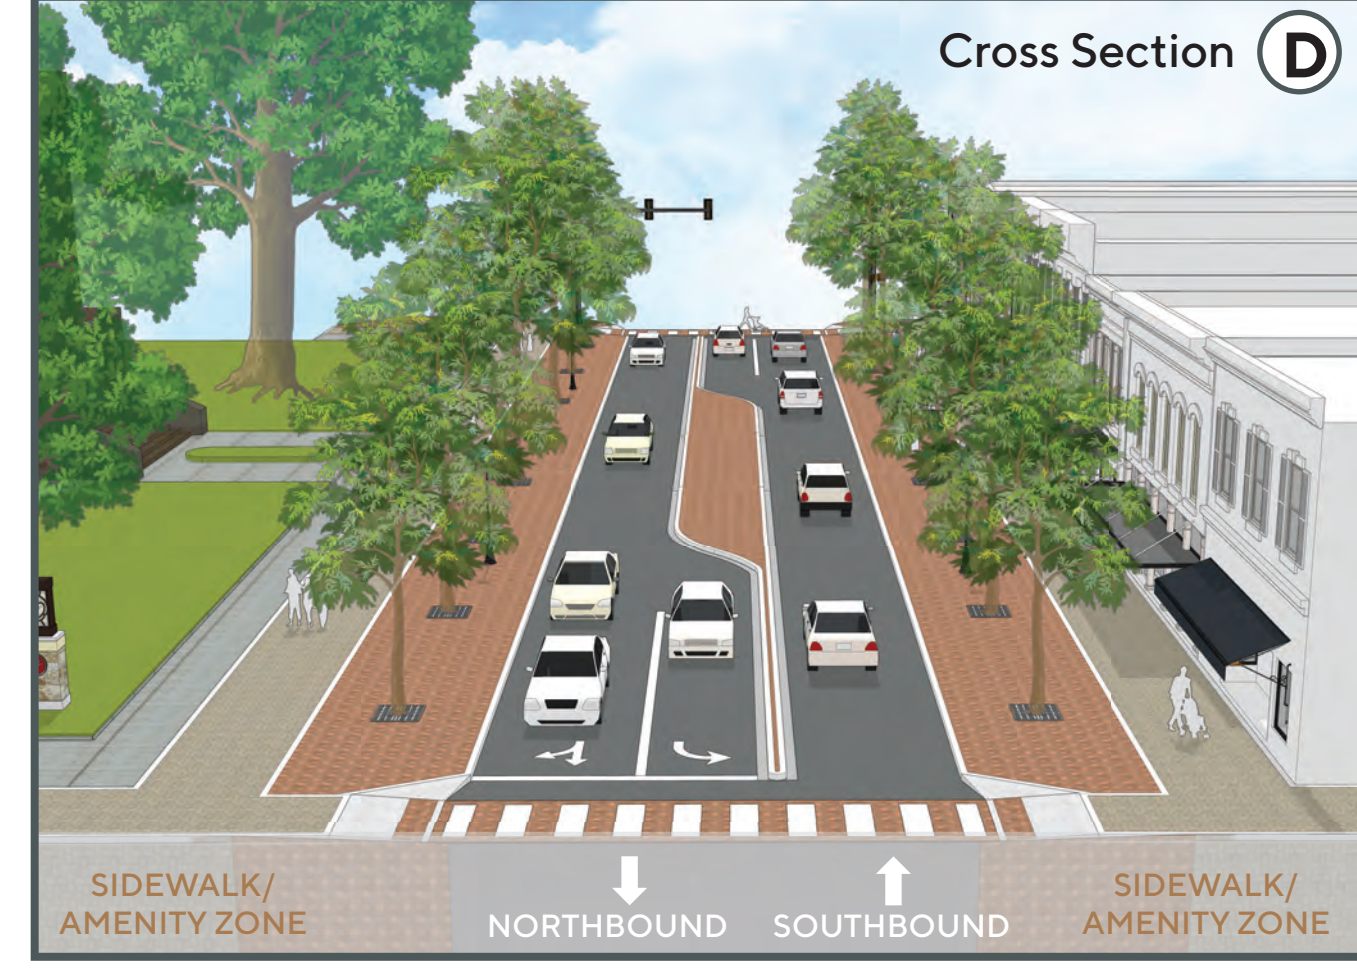 Cross Section D
SIDEWALK/
AMENITY ZONE
NORTHBOUND
SOUTHBOUND
SIDEWALK/
AMENITY ZONE